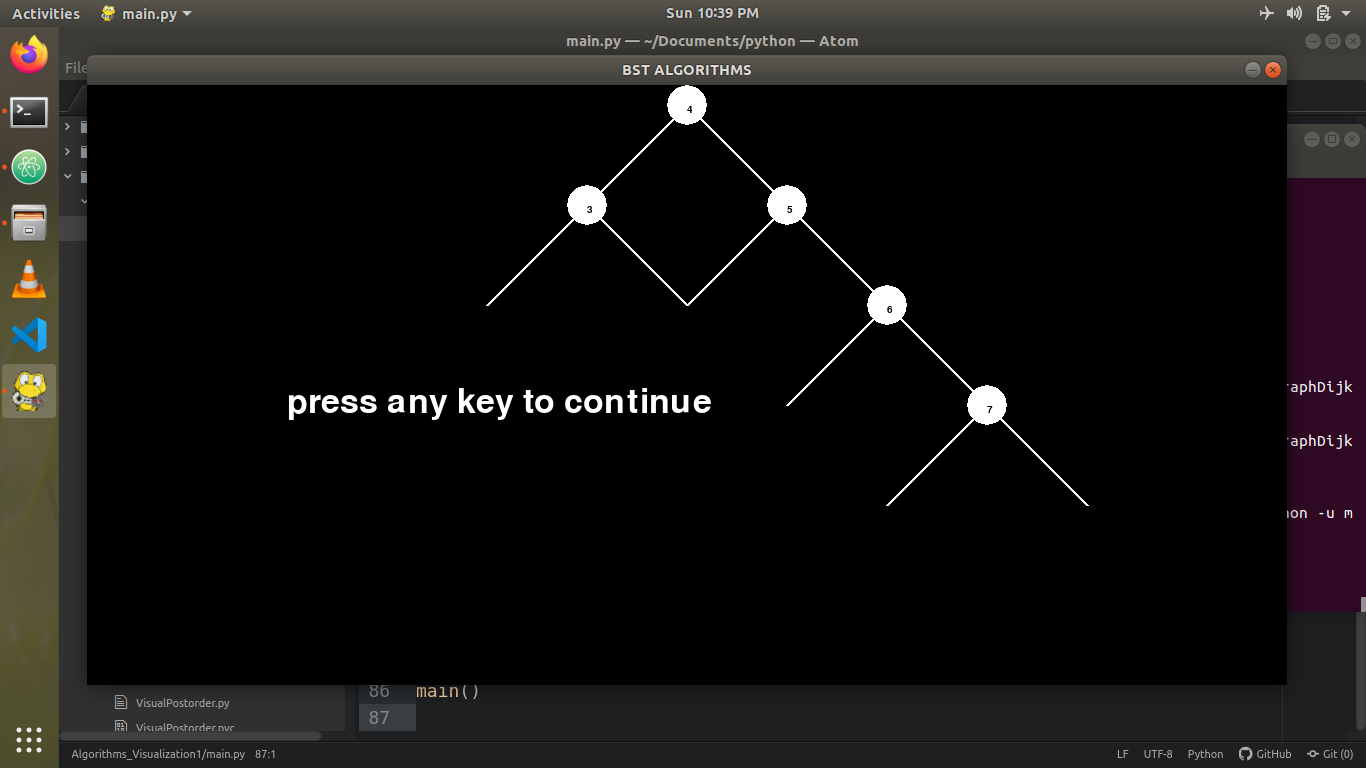 Activities
main.py
Sun 10:39 PM
main.py — ~/Documents/python — Atom
File
BST ALGORITHMS
4
3
5
6
7
press any key to continue
raphDijk
raphDijk
on -u m
86 main()
87
VisualPostorder.py
VisualPostorder.pyc
Algorithms_Visualization1/main.py 87:1
LF UTF-8 Python GitHub Git (0)